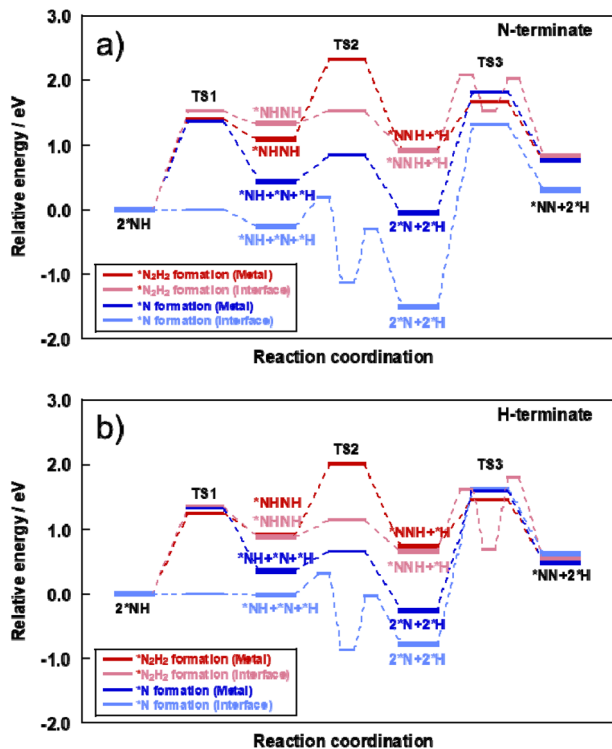 a)
N-terminate
3.0
2.0
1.0
0.0
-1.0
-2.0
Relative energy / eV
TS1
TS2
TS3
*NHNH
*NHNH
*NNH+*H
*NNH+*H
*NH+*N+*H
*NH+*N+*H
2*NH
2*N+2*H
2*N+2*H
*NN+2*H
*N₂H₂ formation (Metal)
*N₂H₂ formation (Interface)
*N formation (Metal)
*N formation (Interface)
Reaction coordination
b)
H-terminate
3.0
2.0
1.0
0.0
-1.0
-2.0
Relative energy / eV
TS1
TS2
TS3
*NHNH
*NHNH
*NNH+*H
*NNH+*H
*NH+*N+*H
*NH+*N+*H
2*NH
2*N+2*H
2*N+2*H
*NN+2*H
*N₂H₂ formation (Metal)
*N₂H₂ formation (Interface)
*N formation (Metal)
*N formation (Interface)
Reaction coordination